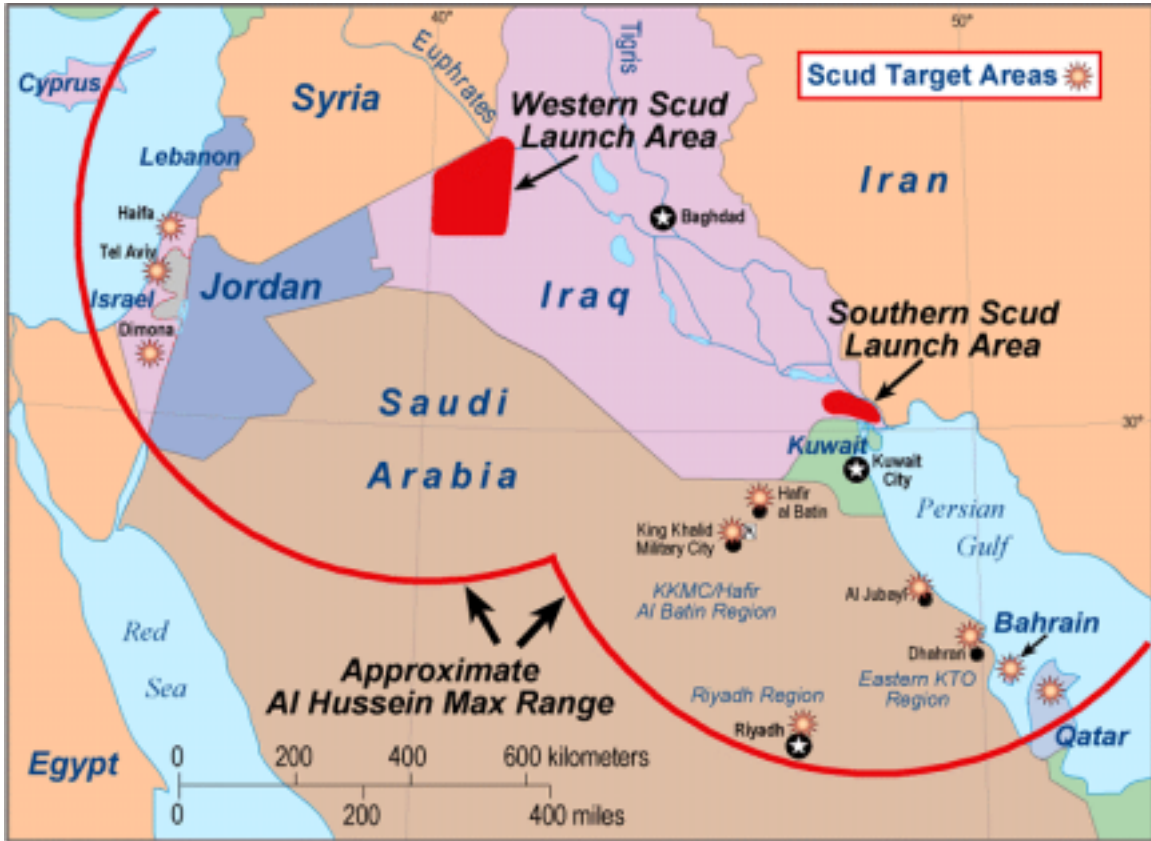 40°
50°
Tigris
Euphrates
Scud Target Areas
Cyprus
Syria
Western Scud
Launch Area
Lebanon
Iran
Haifa
Baghdad
Tel Aviv
Israel
Jordan
Iraq
Dimona
Southern Scud
Launch Area
Saudi
Arabia
30°
Kuwait
Kuwait
City
Hafir
al Batin
Persian
Gulf
King Khalid
Military City
KKMC/Hafir
Al Batin Region
Al Jubayl
Red
Sea
Bahrain
Dhahran
Approximate
Al Hussein Max Range
Riyadh Region
Eastern KTO
Region
Riyadh
Qatar
Egypt
0 200 400 600 kilometers
0 200 400 miles